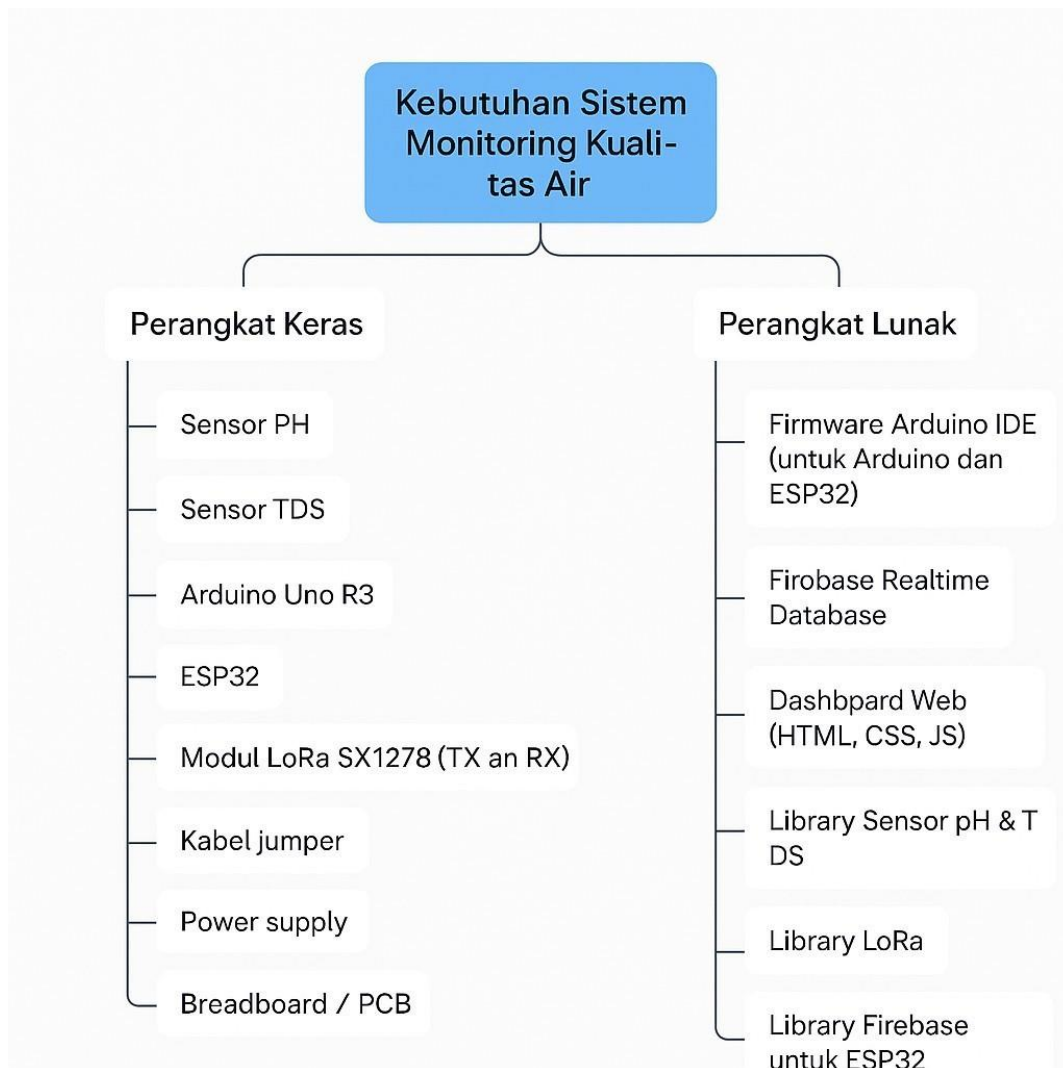 Kebutuhan Sistem
Monitoring Kuali-
tas Air
Perangkat Keras
Sensor PH
Sensor TDS
Arduino Uno R3
ESP32
Modul LoRa SX1278 (TX an RX)
Kabel jumper
Power supply
Breadboard / PCB
Perangkat Lunak
Firmware Arduino IDE
(untuk Arduino dan
ESP32)
Firobase Realtime
Database
Dashbpard Web
(HTML, CSS, JS)
Library Sensor pH & T
DS
Library LoRa
Library Firebase
untuk ESP32